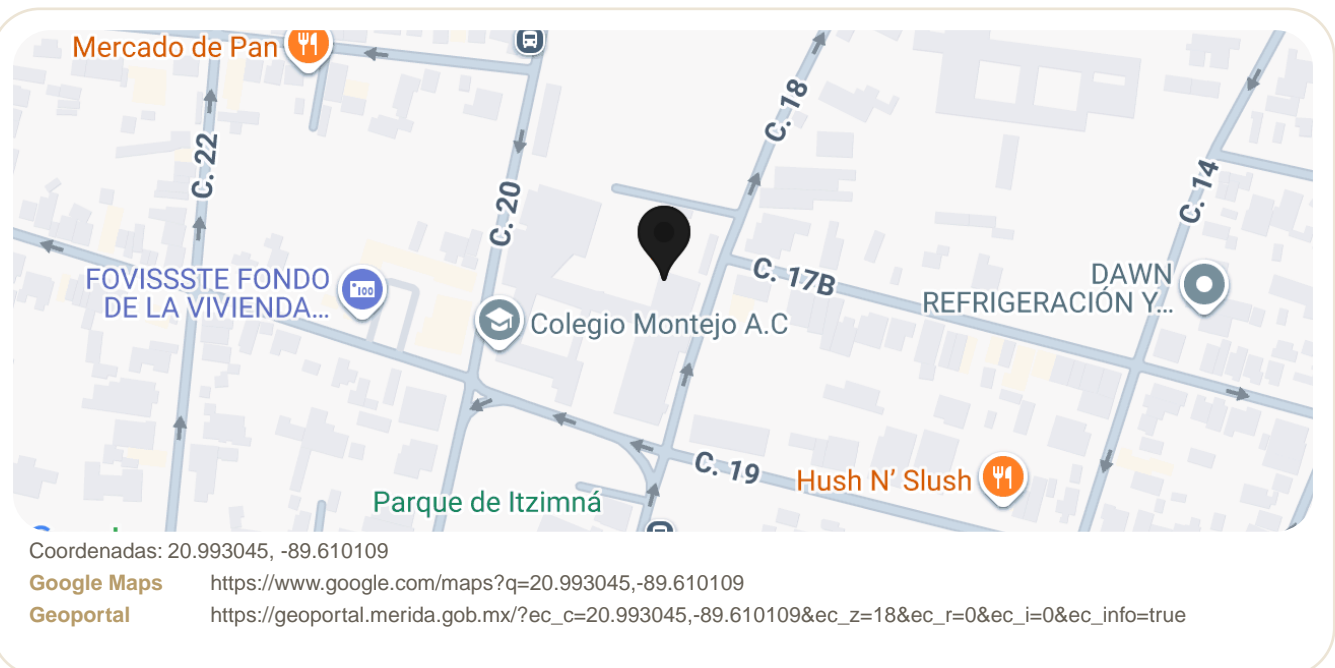 Mercado de Pan
C. 22
C. 20
C. 18
C. 14
C. 17B
FOVISSSTE FONDO
DE LA VIVIENDA...
100
Colegio Montejo A.C
DAWN
REFRIGERACIÓN Y...
C. 19
Hush N' Slush
Parque de Itzimná
Coordenadas: 20.993045, -89.610109
Google Maps https://www.google.com/maps?q=20.993045,-89.610109
Geoportal https://geoportal.merida.gob.mx/?ec_c=20.993045,-89.610109&ec_z=18&ec_r=0&ec_i=0&ec_info=true